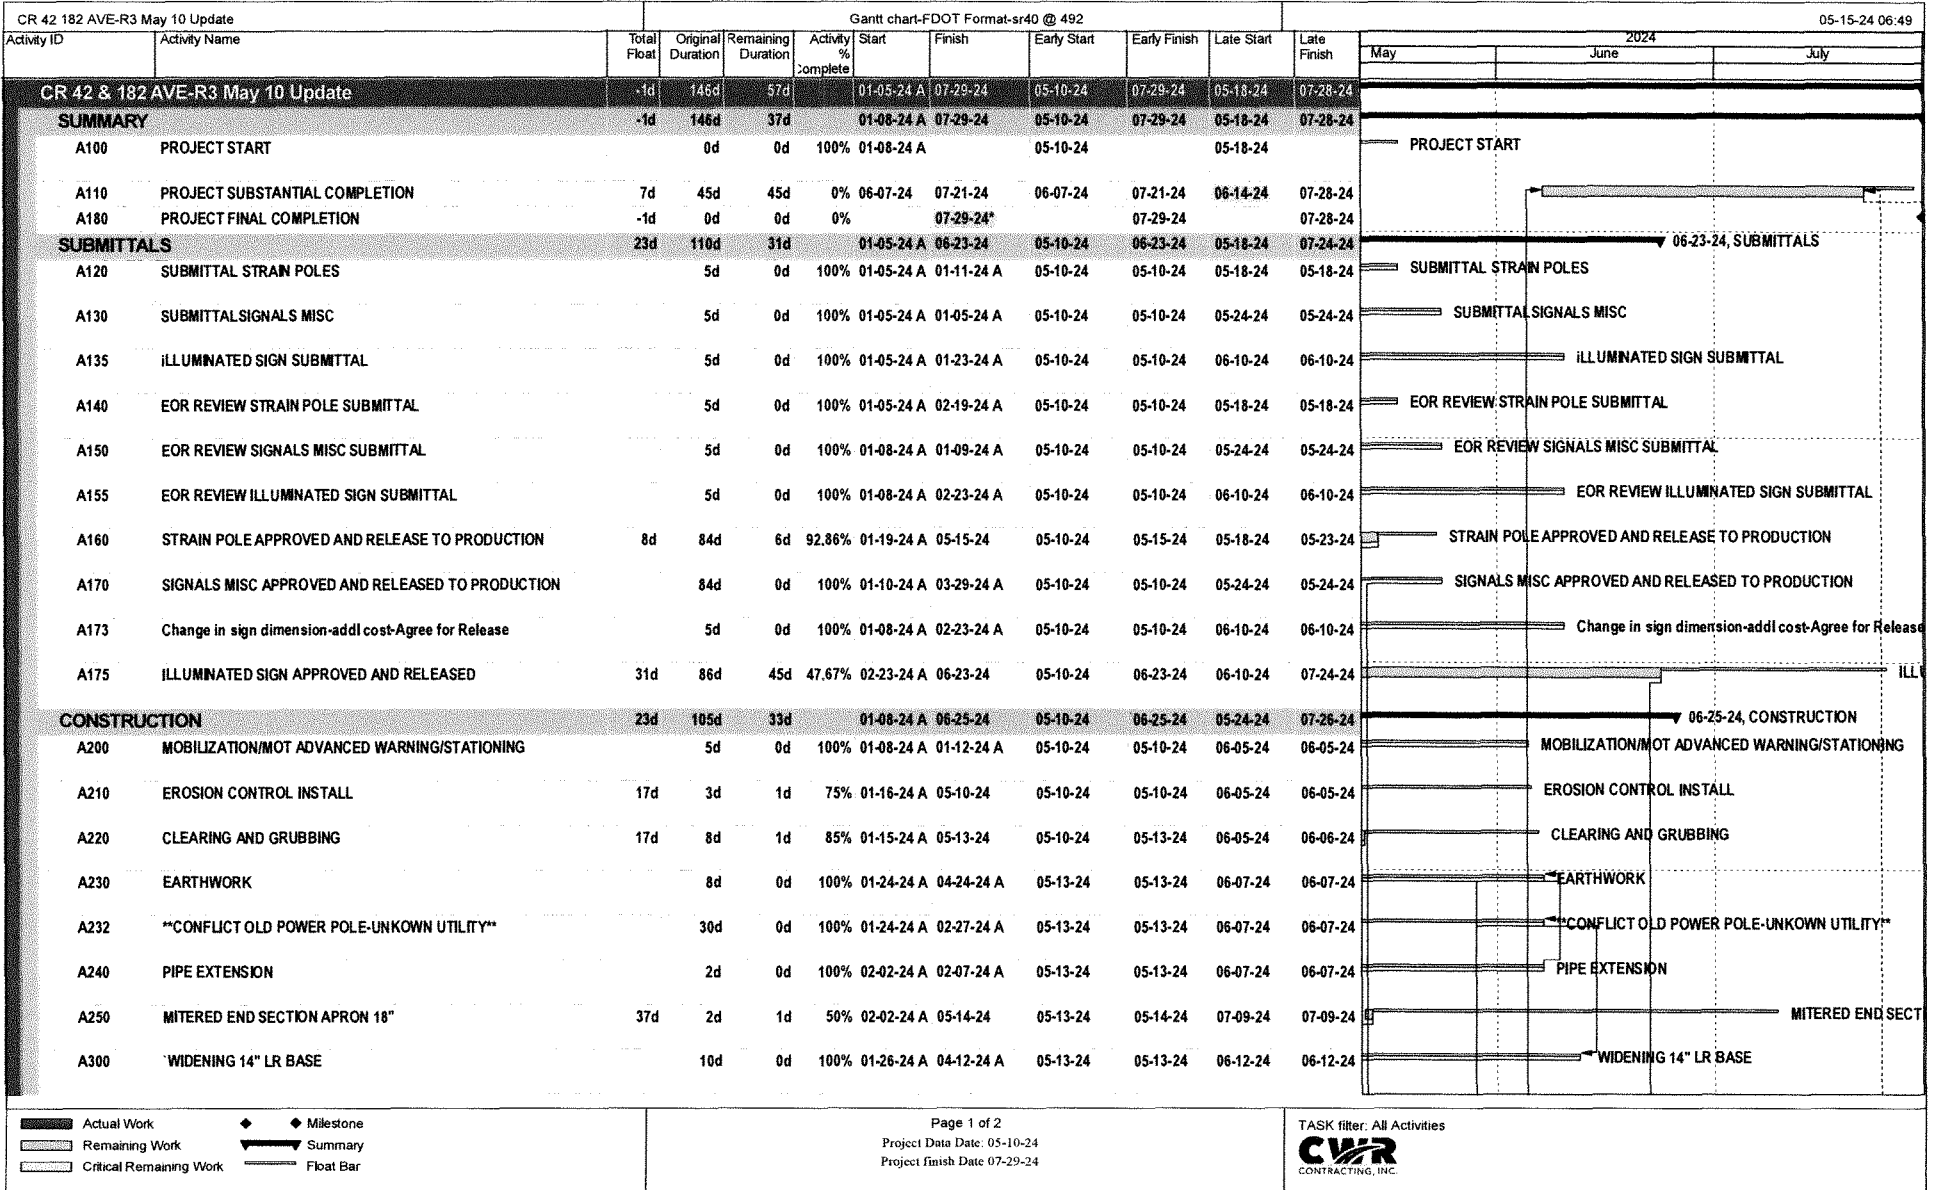 CR 42 182 AVE-R3 May 10 Update Gantt chart-FDOT Format-sr40 @ 492 05-15-24 06:49
Activity ID Activity Name Total Float Original Duration Remaining Duration Activity % Complete Start Finish Early Start Early Finish Late Start Late Finish 2024
May June July
CR 42 & 182 AVE-R3 May 10 Update -1d 146d 57d 01-05-24 A 07-29-24 05-10-24 07-29-24 05-18-24 07-28-24
SUMMARY -1d 146d 37d 01-08-24 A 07-29-24 05-10-24 07-29-24 05-18-24 07-28-24
A100 PROJECT START 0d 0d 100% 01-08-24 A 05-10-24 05-18-24 PROJECT START
A110 PROJECT SUBSTANTIAL COMPLETION 7d 45d 45d 0% 06-07-24 07-21-24 06-07-24 07-21-24 06-14-24 07-28-24
A180 PROJECT FINAL COMPLETION -1d 0d 0d 0% 07-29-24* 07-29-24 07-28-24
SUBMITTALS 23d 110d 31d 01-05-24 A 06-23-24 05-10-24 06-23-24 05-18-24 07-24-24 06-23-24, SUBMITTALS
A120 SUBMITTAL STRAIN POLES 5d 0d 100% 01-05-24 A 01-11-24 A 05-10-24 05-10-24 05-18-24 05-18-24 SUBMITTAL STRAIN POLES
A130 SUBMITTALSIGNALS MISC 5d 0d 100% 01-05-24 A 01-05-24 A 05-10-24 05-10-24 05-24-24 05-24-24 SUBMITTALSIGNALS MISC
A135 iLLUMINATED SIGN SUBMITTAL 5d 0d 100% 01-05-24 A 01-23-24 A 05-10-24 05-10-24 06-10-24 06-10-24 iLLUMINATED SIGN SUBMITTAL
A140 EOR REVIEW STRAIN POLE SUBMITTAL 5d 0d 100% 01-05-24 A 02-19-24 A 05-10-24 05-10-24 05-18-24 05-18-24 EOR REVIEW STRAIN POLE SUBMITTAL
A150 EOR REVIEW SIGNALS MISC SUBMITTAL 5d 0d 100% 01-08-24 A 01-09-24 A 05-10-24 05-10-24 05-24-24 05-24-24 EOR REVIEW SIGNALS MISC SUBMITTAL
A155 EOR REVIEW ILLUMINATED SIGN SUBMITTAL 5d 0d 100% 01-08-24 A 02-23-24 A 05-10-24 05-10-24 06-10-24 06-10-24 EOR REVIEW ILLUMINATED SIGN SUBMITTAL
A160 STRAIN POLE APPROVED AND RELEASE TO PRODUCTION 8d 84d 6d 92.86% 01-19-24 A 05-15-24 05-10-24 05-15-24 05-18-24 05-23-24 STRAIN POLE APPROVED AND RELEASE TO PRODUCTION
A170 SIGNALS MISC APPROVED AND RELEASED TO PRODUCTION 84d 0d 100% 01-10-24 A 03-29-24 A 05-10-24 05-10-24 05-24-24 05-24-24 SIGNALS MISC APPROVED AND RELEASED TO PRODUCTION
A173 Change in sign dimension-addl cost-Agree for Release 5d 0d 100% 01-08-24 A 02-23-24 A 05-10-24 05-10-24 06-10-24 06-10-24 Change in sign dimension-addl cost-Agree for Release
A175 ILLUMINATED SIGN APPROVED AND RELEASED 31d 86d 45d 47.67% 02-23-24 A 06-23-24 05-10-24 06-23-24 06-10-24 07-24-24 ILLU
CONSTRUCTION 23d 105d 33d 01-08-24 A 06-25-24 05-10-24 06-25-24 05-24-24 07-26-24 06-25-24, CONSTRUCTION
A200 MOBILIZATION/MOT ADVANCED WARNING/STATIONING 5d 0d 100% 01-08-24 A 01-12-24 A 05-10-24 05-10-24 06-05-24 06-05-24 MOBILIZATION/MOT ADVANCED WARNING/STATIONING
A210 EROSION CONTROL INSTALL 17d 3d 1d 75% 01-16-24 A 05-10-24 05-10-24 05-10-24 06-05-24 06-05-24 EROSION CONTROL INSTALL
A220 CLEARING AND GRUBBING 17d 8d 1d 85% 01-15-24 A 05-13-24 05-10-24 05-13-24 06-05-24 06-06-24 CLEARING AND GRUBBING
A230 EARTHWORK 8d 0d 100% 01-24-24 A 04-24-24 A 05-13-24 05-13-24 06-07-24 06-07-24 EARTHWORK
A232 **CONFLICT OLD POWER POLE-UNKOWN UTILITY** 30d 0d 100% 01-24-24 A 02-27-24 A 05-13-24 05-13-24 06-07-24 06-07-24 **CONFLICT OLD POWER POLE-UNKOWN UTILITY**
A240 PIPE EXTENSION 2d 0d 100% 02-02-24 A 02-07-24 A 05-13-24 05-13-24 06-07-24 06-07-24 PIPE EXTENSION
A250 MITERED END SECTION APRON 18" 37d 2d 1d 50% 02-02-24 A 05-14-24 05-13-24 05-14-24 07-09-24 07-09-24 MITERED END SECT
A300 `WIDENING 14" LR BASE 10d 0d 100% 01-26-24 A 04-12-24 A 05-13-24 05-13-24 06-12-24 06-12-24 `WIDENING 14" LR BASE
Actual Work Milestone Page 1 of 2 TASK filter: All Activities
Remaining Work Summary Project Data Date: 05-10-24
Critical Remaining Work Float Bar Project finish Date 07-29-24
CWR
CONTRACTING, INC.